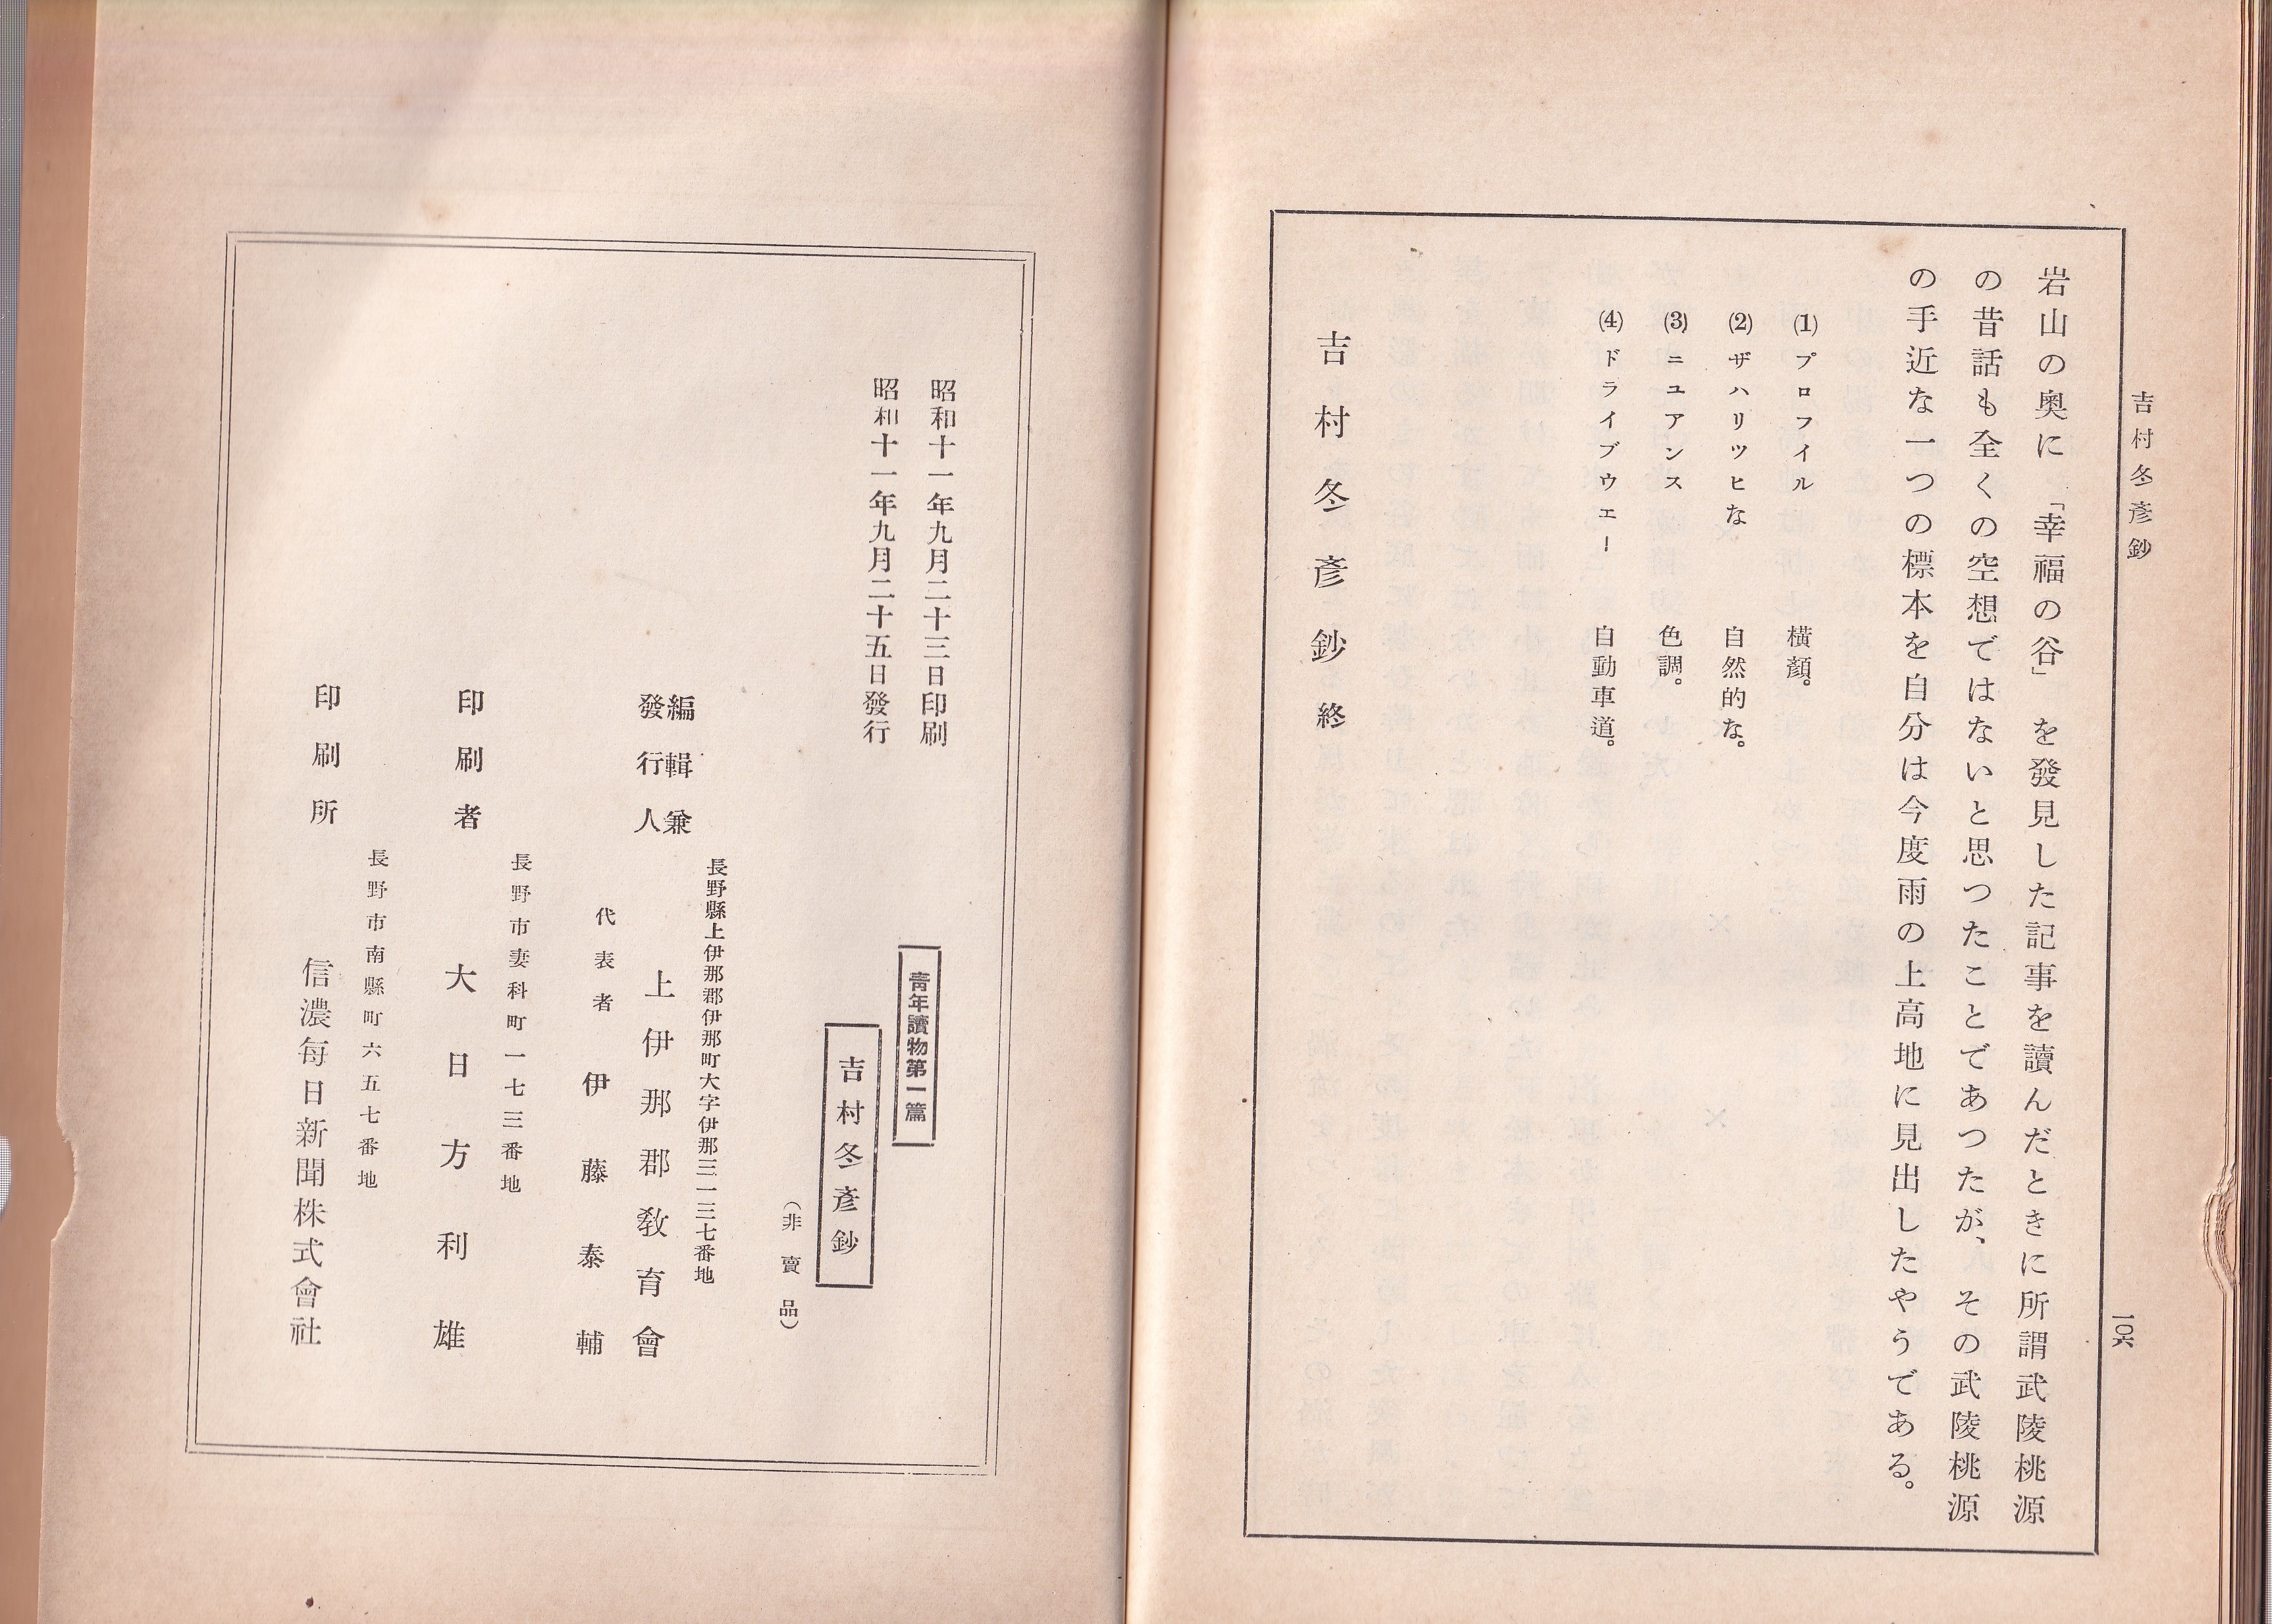 吉村冬彥鈔
一〇六
岩山の奧に「幸福の谷」を發見した記事を讀んだときに所謂武陵桃源
の昔話も全くの空想ではないと思つたことであつたが、その武陵桃源
の手近な一つの標本を自分は今度雨の上高地に見出したやうである。
(1) プロフイル 橫顏。
(2) ザハリツヒな 自然的な。
(3) ニユアンス 色調。
(4) ドライブウエー 自動車道。
吉村冬彥鈔 終
昭和十一年九月二十三日印刷
昭和十一年九月二十五日發行
靑年讀物第一篇
吉村冬彥鈔
(非賣品)
長野縣上伊那郡伊那町大字伊那三一三七番地
編輯兼
發行人
上伊那郡敎育會
代表者 伊藤泰輔
長野市妻科町一七三番地
印刷者 大日方利雄
長野市南縣町六五七番地
印刷所 信濃每日新聞株式會社